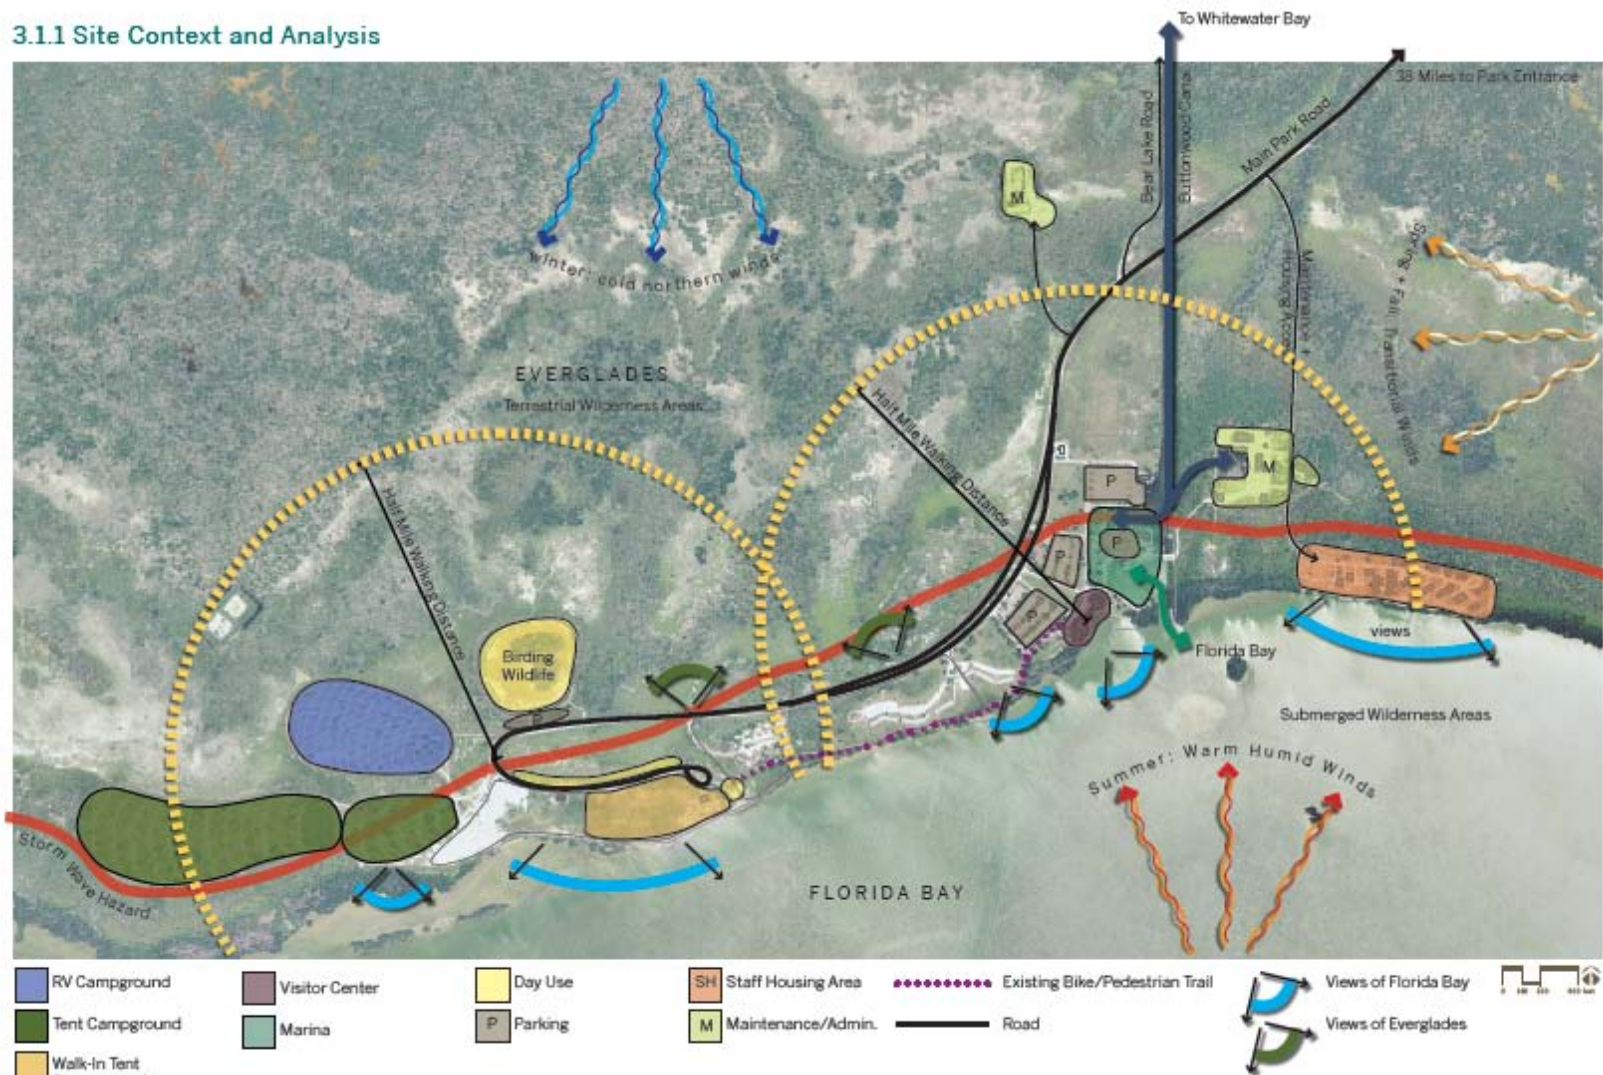 3.1.1 Site Context and Analysis
To Whitewater Bay
38 Miles to Park Entrance
Bear Lake Road
Buttonwood Canal
Main Park Road
M
winter: cold northern winds
Spring + Fall: Transitional Winds
EVERGLADES
Terrestrial Wilderness Areas
Half Mile Walking Distance
Half Mile Walking Distance
P
M
P
P
P
Birding
Wildlife
P
views
Florida Bay
Submerged Wilderness Areas
Summer: Warm Humid Winds
Storm Wave Hazard
FLORIDA BAY
RV Campground
Visitor Center
Day Use
SH Staff Housing Area
Existing Bike/Pedestrian Trail
Views of Florida Bay
Tent Campground
Marina
P Parking
M Maintenance/Admin.
Road
Views of Everglades
Walk-In Tent